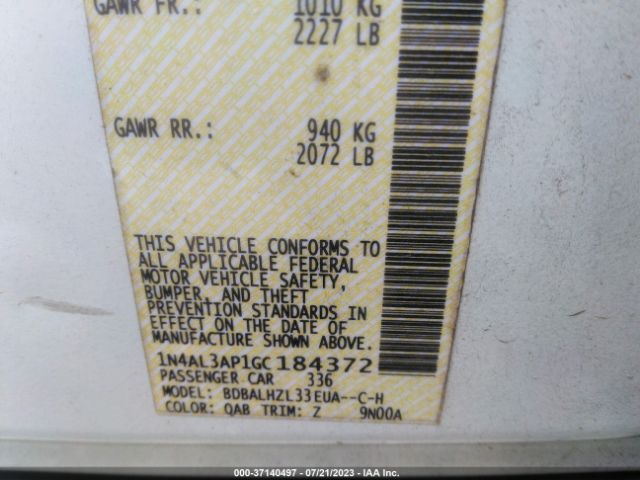 GAWR FR.: 1010 KG
2227 LB
GAWR RR.: 940 KG
2072 LB
THIS VEHICLE CONFORMS TO
ALL APPLICABLE FEDERAL
MOTOR VEHICLE SAFETY,
BUMPER, AND THEFT
PREVENTION STANDARDS IN
EFFECT ON THE DATE OF
MANUFACTURE SHOWN ABOVE.
1N4AL3AP1GC184372
PASSENGER CAR 336
MODEL: BDBALHZL33EUA--C-H
COLOR: QAB TRIM: Z 9N00A
000-37140497 - 07/21/2023 - IAA Inc.